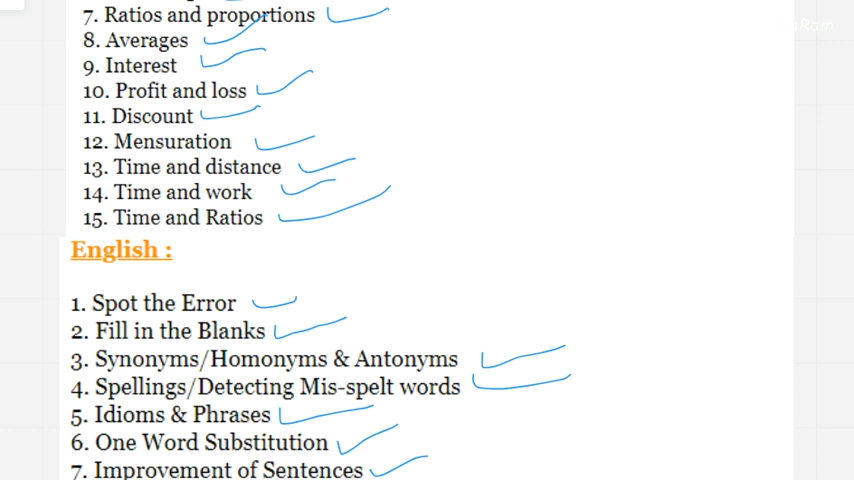 7. Ratios and proportions
8. Averages
9. Interest
10. Profit and loss
11. Discount
12. Mensuration
13. Time and distance
14. Time and work
15. Time and Ratios
English :
1. Spot the Error
2. Fill in the Blanks
3. Synonyms/Homonyms & Antonyms
4. Spellings/Detecting Mis-spelt words
5. Idioms & Phrases
6. One Word Substitution
7. Improvement of Sentences